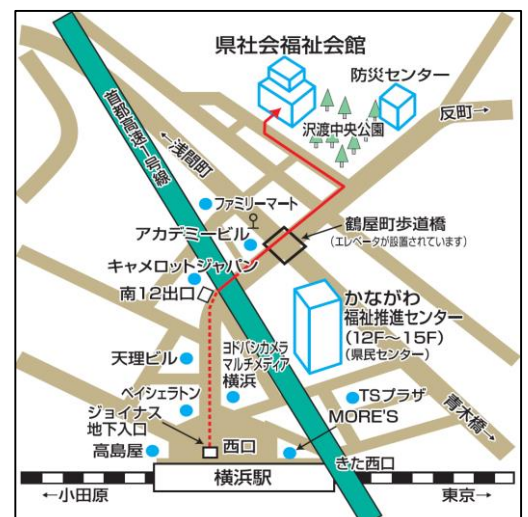 県社会福祉会館
防災センター
反町
沢渡中央公園
首都高速1号線
浅間町
ファミリーマート
アカデミービル
鶴屋町歩道橋
(エレベータが設置されています)
キャメロットジャパン
南12出口
かながわ
福祉推進センター
(12F〜15F)
(県民センター)
天理ビル
ヨドバシカメラ
マルチメディア
横浜
ベイシェラトン
TSプラザ
青木橋
ジョイナス
地下入口
MORE'S
高島屋
西口
きた西口
横浜駅
←小田原
東京→